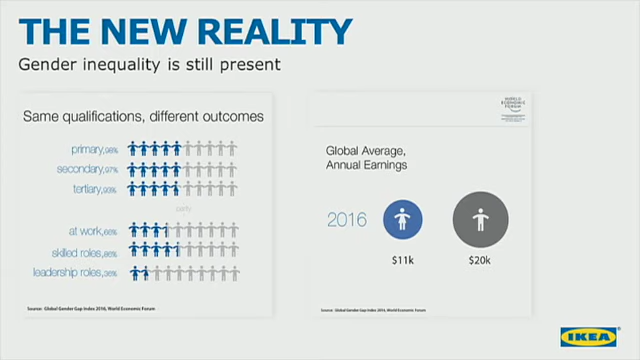 THE NEW REALITY
Gender inequality is still present
Same qualifications, different outcomes
primary,98%
secondary,97%
tertiary,93%
parity
at work,66%
skilled roles,86%
leadership roles,36%
Source: Global Gender Gap Index 2016, World Economic Forum
WORLD
ECONOMIC
FORUM
Global Average,
Annual Earnings
2016
$11k
$20k
Source: Global Gender Gap Index 2016, World Economic Forum
IKEA